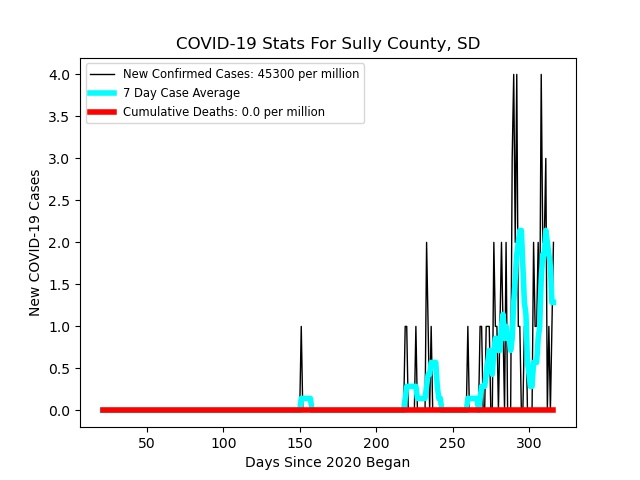 COVID-19 Stats For Sully County, SD
New Confirmed Cases: 45300 per million
7 Day Case Average
Cumulative Deaths: 0.0 per million
4.0
3.5
3.0
2.5
2.0
1.5
1.0
0.5
0.0
New COVID-19 Cases
50 100 150 200 250 300
Days Since 2020 Began